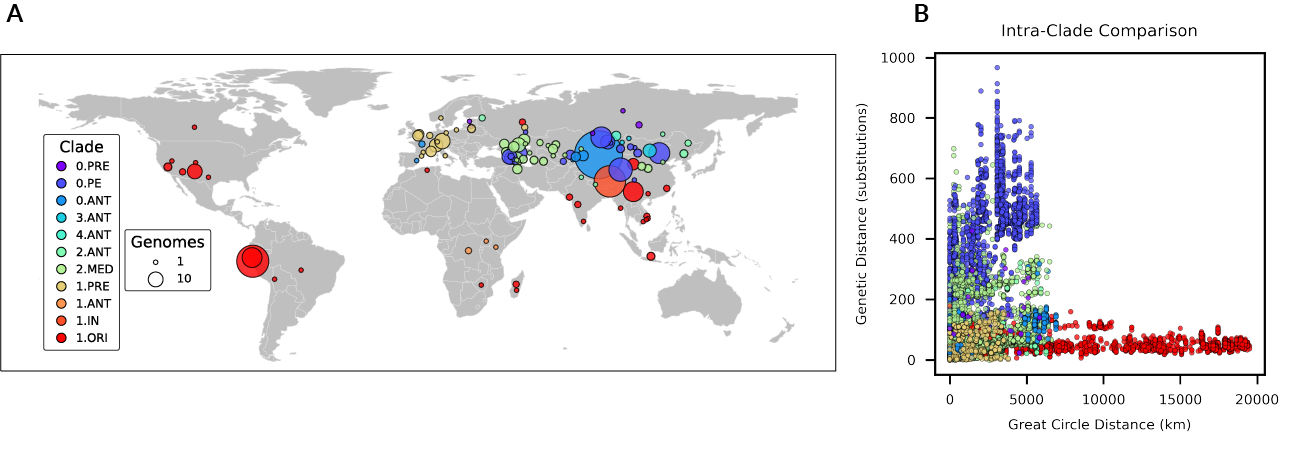 A
Clade
0.PRE
0.PE
0.ANT
3.ANT
4.ANT
2.ANT
2.MED
1.PRE
1.ANT
1.IN
1.ORI
Genomes
1
10
B
Intra-Clade Comparison
Genetic Distance (substitutions)
1000
800
600
400
200
0
0 5000 10000 15000 20000
Great Circle Distance (km)